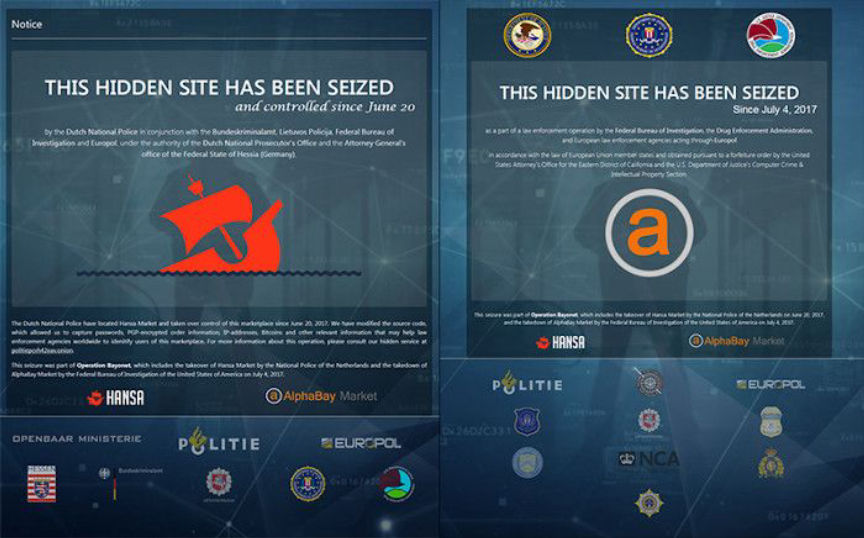 Notice
THIS HIDDEN SITE HAS BEEN SEIZED
and controlled since June 20
by the Dutch National Police in conjunction with the Bundeskriminalamt, Lietuvos Policija, Federal Bureau of
Investigation and Europol, under the authority of the Dutch National Prosecutor's Office and the Attorney General's
office of the Federal State of Hessia (Germany).
The Dutch National Police have located Hansa Market and taken over control of this marketplace since June 20, 2017. We have modified the source code,
which allowed us to capture passwords, PGP-encrypted order information, IP-addresses, Bitcoins and other relevant information that may help law
enforcement agencies worldwide to identify users of this marketplace. For more information about this operation, please consult our hidden service at
This seizure was part of Operation Bayonet, which includes the takeover of Hansa Market by the National Police of the Netherlands and the takedown of
AlphaBay Market by the Federal Bureau of Investigation of the United States of America on July 4, 2017.
HANSA
AlphaBay Market
OPENBAAR MINISTERIE
POLITIE
EUROPOL
HESSEN
Bundeskriminalamt
THIS HIDDEN SITE HAS BEEN SEIZED
Since July 4, 2017
as a part of a law enforcement operation by the Federal Bureau of Investigation, the Drug Enforcement Administration,
and European law enforcement agencies acting through Europol
in accordance with the law of European Union member states and obtained pursuant to a forfeiture order by the United
States Attorney's Office for the Eastern District of California and the U.S. Department of Justice's Computer Crime &
Intellectual Property Section.
a
This seizure was part of Operation Bayonet, which includes the takeover of Hansa Market by the National Police of the Netherlands on June 20, 2017,
and the takedown of AlphaBay Market by the Federal Bureau of Investigation of the United States of America on July 4, 2017.
HANSA
AlphaBay Market
POLITIE
EUROPOL
NCA